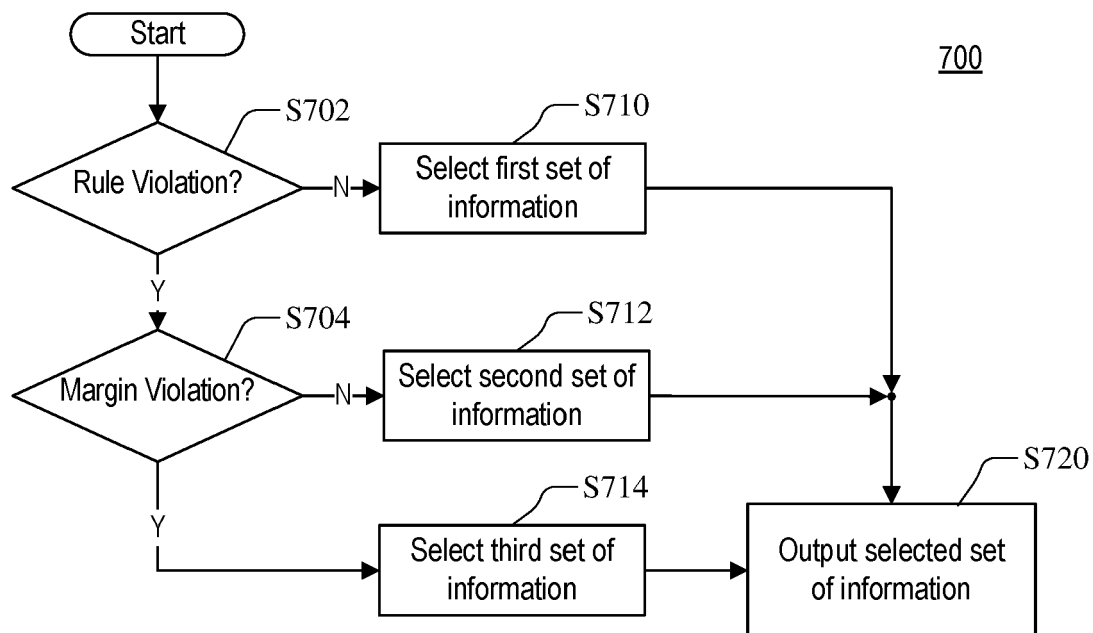 Start
700
S702
Rule Violation?
N
S710
Select first set of
information
Y
S704
Margin Violation?
N
S712
Select second set of
information
Y
S714
Select third set of
information
S720
Output selected set
of information